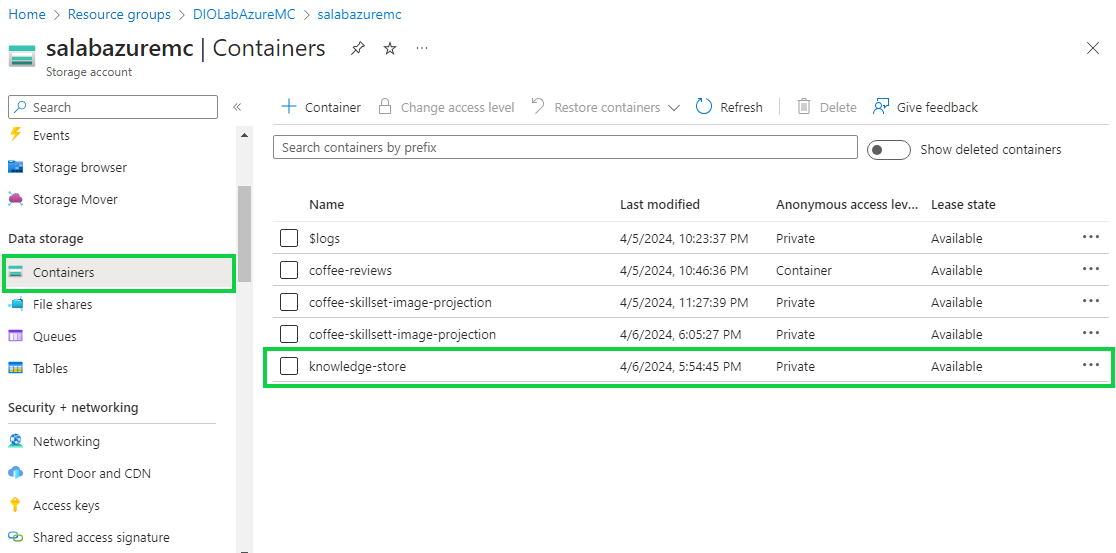 Home > Resource groups > DIOLabAzureMC > salabazuremc
salabazuremc | Containers ...
Storage account
Search
Events
Storage browser
Storage Mover
Data storage
Containers
File shares
Queues
Tables
Security + networking
Networking
Front Door and CDN
Access keys
Shared access signature
+ Container Change access level Restore containers Refresh Delete Give feedback
Search containers by prefix
Show deleted containers
Name Last modified Anonymous access lev... Lease state
$logs 4/5/2024, 10:23:37 PM Private Available ...
coffee-reviews 4/5/2024, 10:46:36 PM Container Available ...
coffee-skillset-image-projection 4/5/2024, 11:27:39 PM Private Available ...
coffee-skillsett-image-projection 4/6/2024, 6:05:27 PM Private Available ...
knowledge-store 4/6/2024, 5:54:45 PM Private Available ...